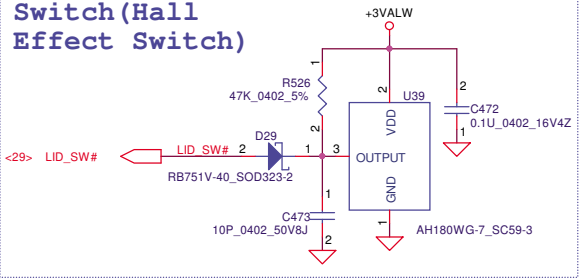 Switch(Hall
Effect Switch)
+3VALW
1
R526
47K_0402_5%
2
2
U39
VDD
2
C472
0.1U_0402_16V4Z
1
<29> LID_SW#
LID_SW#
2
D29
1
3
OUTPUT
RB751V-40_SOD323-2
GND
1
C473
10P_0402_50V8J
2
1
AH180WG-7_SC59-3